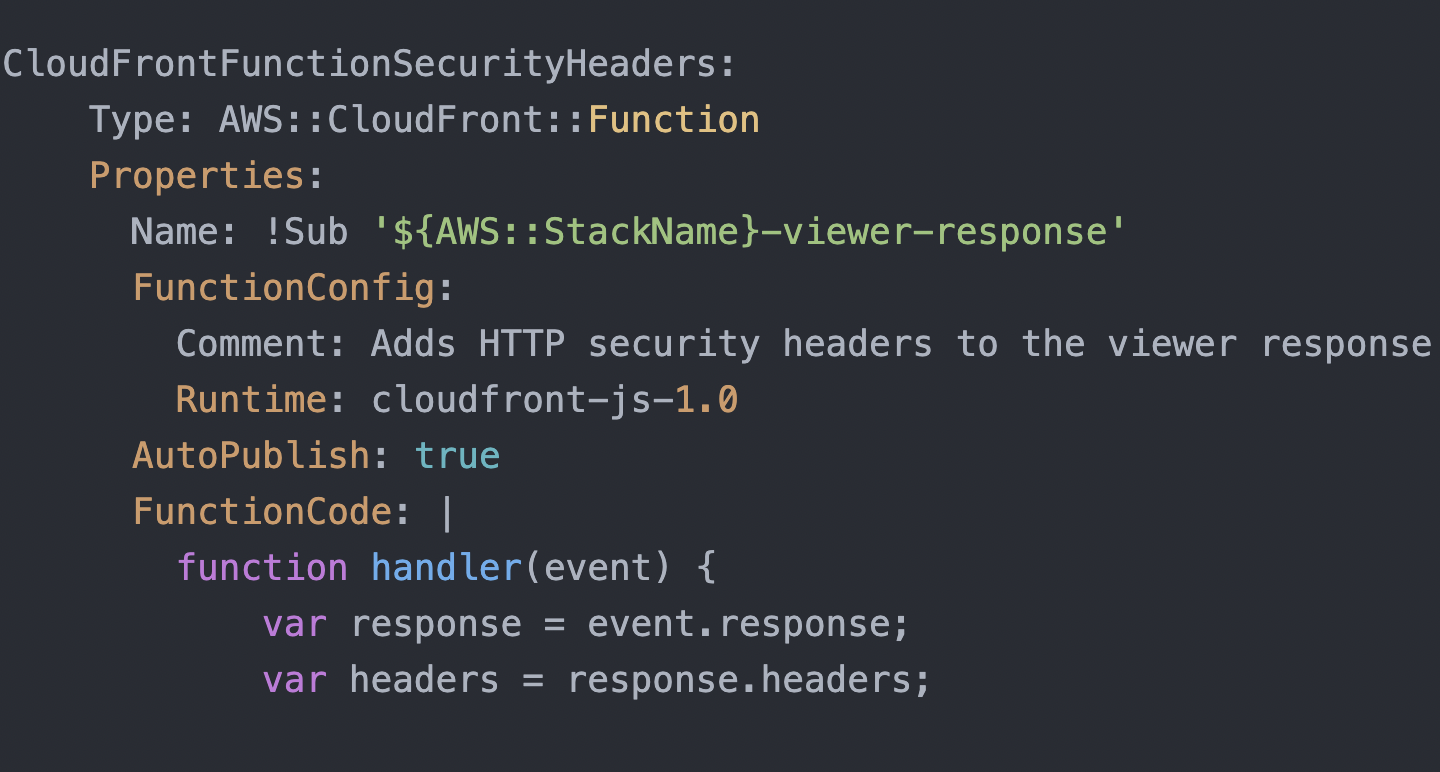 CloudFrontFunctionSecurityHeaders:
    Type: AWS::CloudFront::Function
    Properties:
      Name: !Sub '${AWS::StackName}-viewer-response'
      FunctionConfig:
        Comment: Adds HTTP security headers to the viewer response
        Runtime: cloudfront-js-1.0
      AutoPublish: true
      FunctionCode: |
        function handler(event) {
            var response = event.response;
            var headers = response.headers;